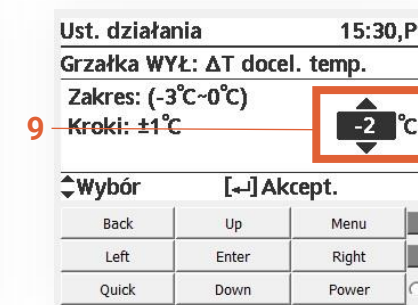 Ust. działania 15:30,P
Grzałka WYŁ: ΔT docel. temp.
Zakres: (-3°C~0°C)
Kroki: ±1°C
9
-2 °C
Wybór [↵] Akcept.
Back Up Menu
Left Enter Right
Quick Down Power